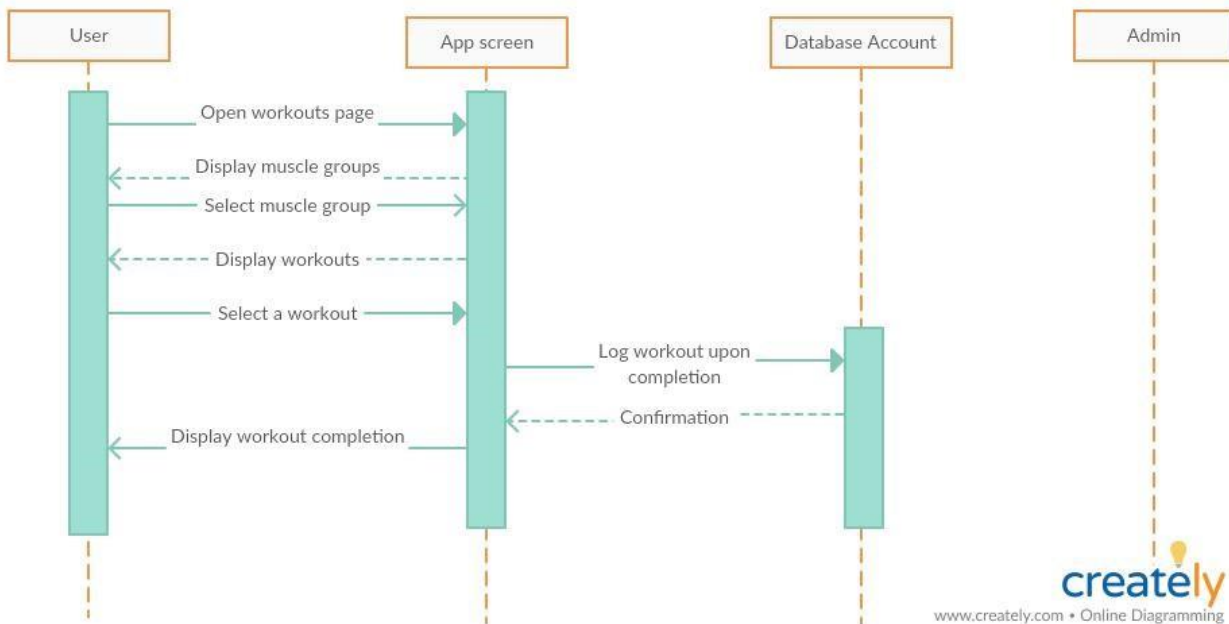 User
App screen
Database Account
Admin
Open workouts page
Display muscle groups
Select muscle group
Display workouts
Select a workout
Log workout upon
completion
Confirmation
Display workout completion
creately
www.creately.com • Online Diagramming